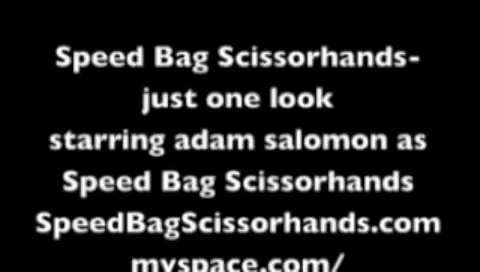 Speed Bag Scissorhands-
just one look
starring adam salomon as
Speed Bag Scissorhands
SpeedBagScissorhands.com
myspace.com/